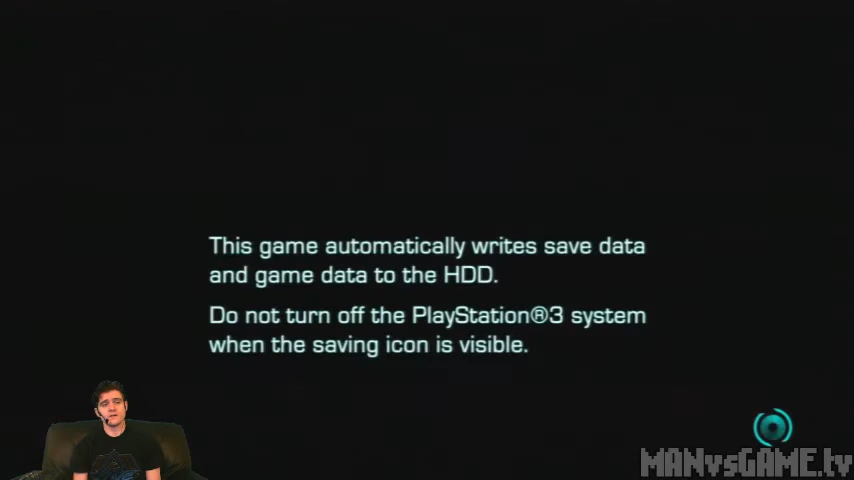 This game automatically writes save data
and game data to the HDD.
Do not turn off the PlayStation®3 system
when the saving icon is visible.
MANvsGAME.tv